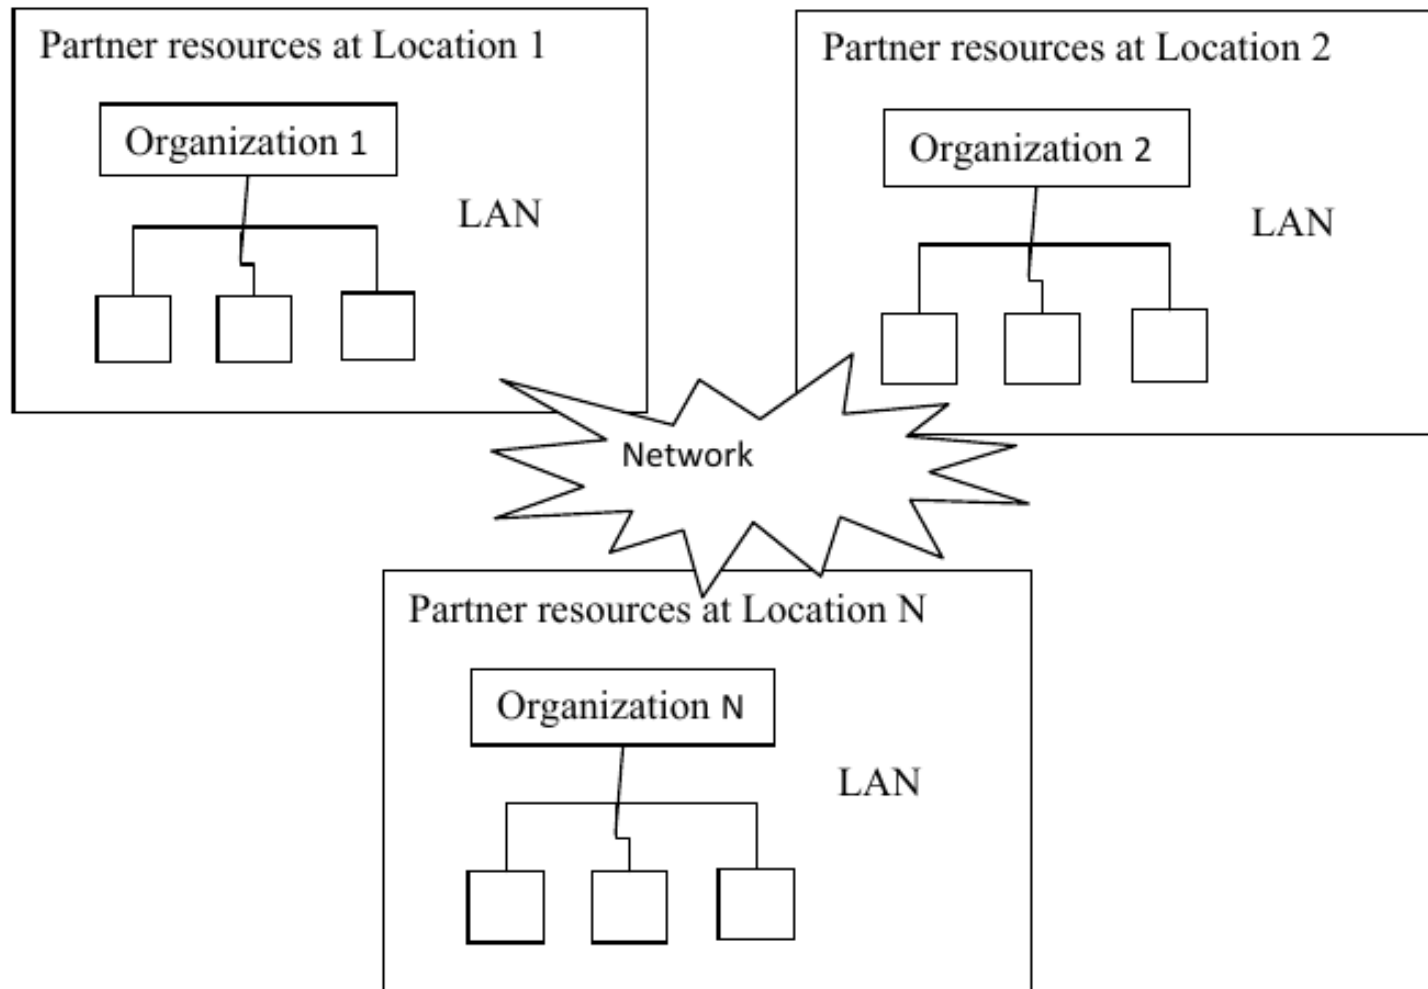 Partner resources at Location 1
Organization 1
LAN
Partner resources at Location 2
Organization 2
LAN
Network
Partner resources at Location N
Organization N
LAN